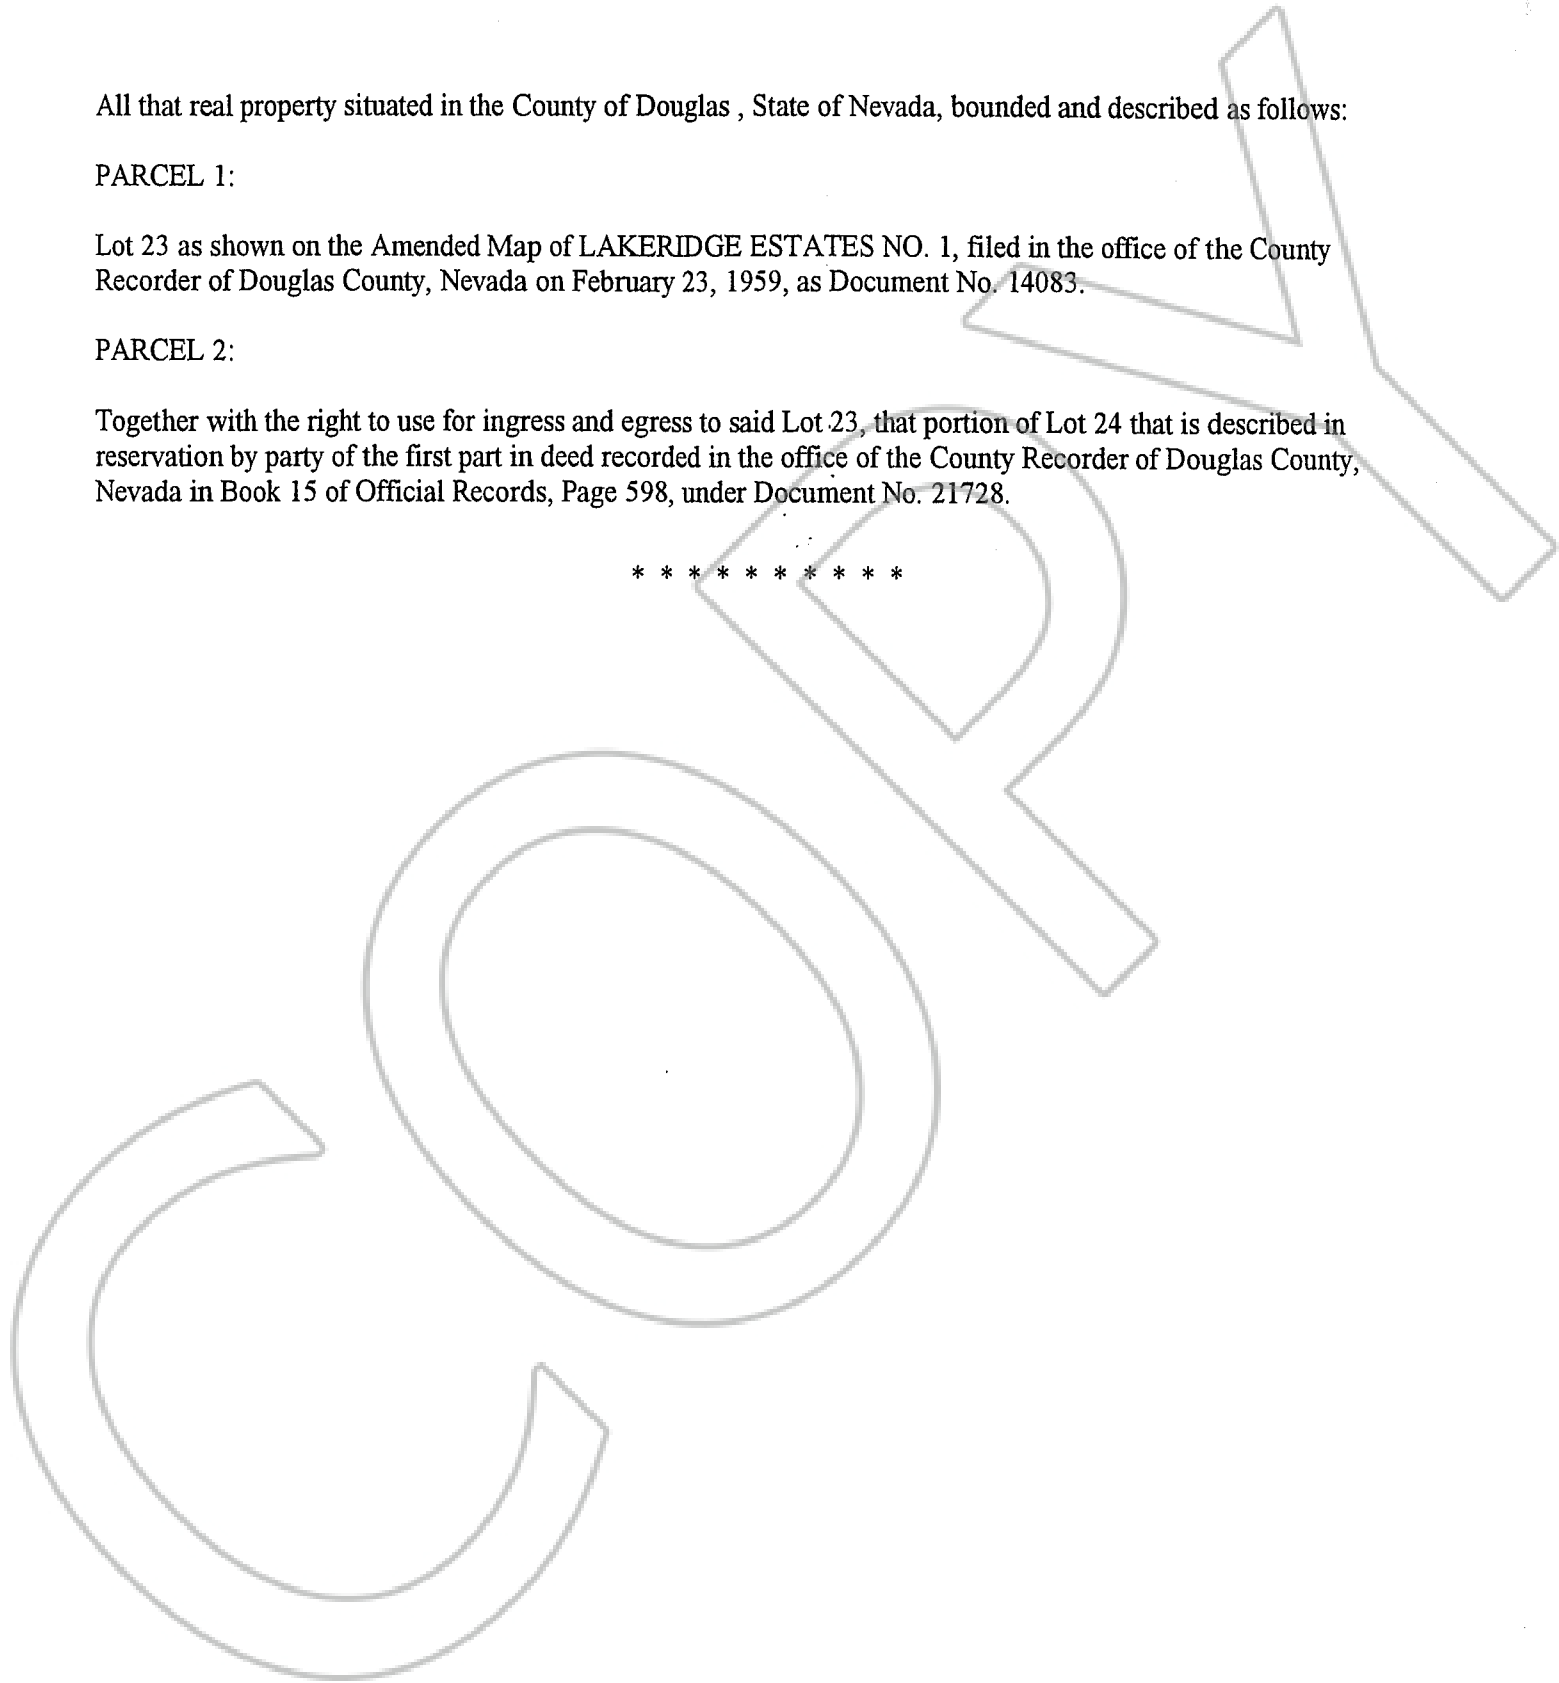 All that real property situated in the County of Douglas , State of Nevada, bounded and described as follows:
PARCEL 1:
Lot 23 as shown on the Amended Map of LAKERIDGE ESTATES NO. 1, filed in the office of the County
Recorder of Douglas County, Nevada on February 23, 1959, as Document No. 14083.
PARCEL 2:
Together with the right to use for ingress and egress to said Lot 23, that portion of Lot 24 that is described in
reservation by party of the first part in deed recorded in the office of the County Recorder of Douglas County,
Nevada in Book 15 of Official Records, Page 598, under Document No. 21728.
* * * * * * * * * *
COPY